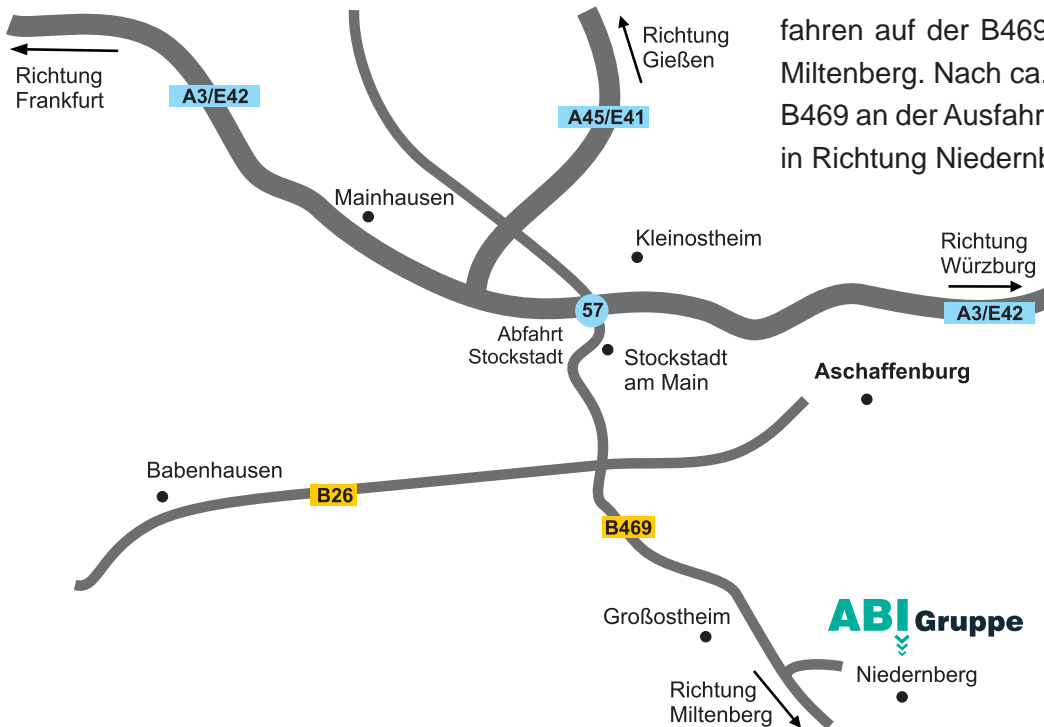 fahren auf der B469
Miltenberg. Nach ca.
B469 an der Ausfahr
in Richtung Niedernb
Richtung
Frankfurt
A3/E42
Richtung
Gießen
A45/E41
Mainhausen
Kleinostheim
Richtung
Würzburg
A3/E42
57
Abfahrt
Stockstadt
Stockstadt
am Main
Aschaffenburg
Babenhausen
B26
B469
Großostheim
ABI Gruppe
Niedernberg
Richtung
Miltenberg